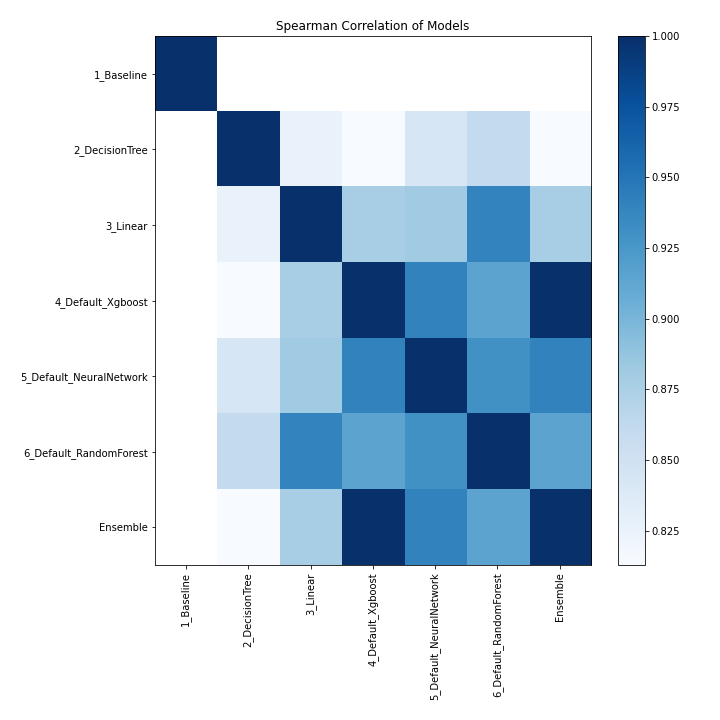 Spearman Correlation of Models
1_Baseline
2_DecisionTree
3_Linear
4_Default_Xgboost
5_Default_NeuralNetwork
6_Default_RandomForest
Ensemble
1_Baseline
2_DecisionTree
3_Linear
4_Default_Xgboost
5_Default_NeuralNetwork
6_Default_RandomForest
Ensemble
1.000
0.975
0.950
0.925
0.900
0.875
0.850
0.825